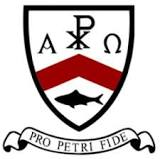 Α ☧ Ω
PRO PETRI FIDE